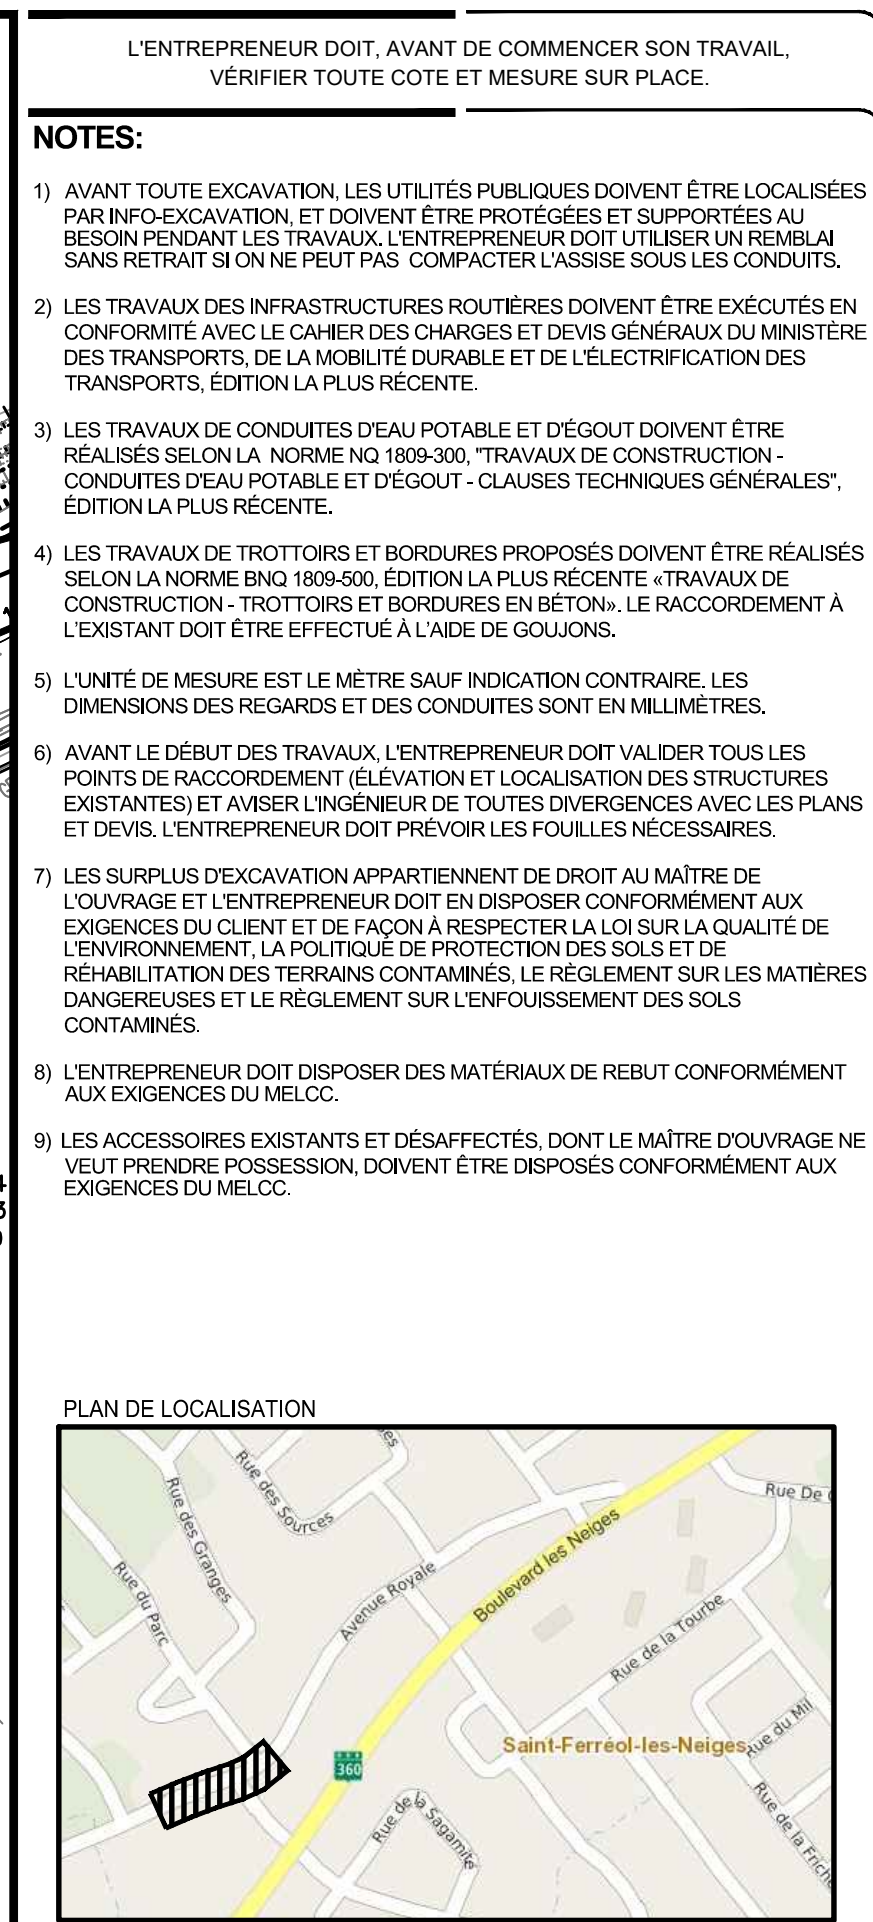 L'ENTREPRENEUR DOIT, AVANT DE COMMENCER SON TRAVAIL,
VÉRIFIER TOUTE COTE ET MESURE SUR PLACE.
NOTES:
1) AVANT TOUTE EXCAVATION, LES UTILITÉS PUBLIQUES DOIVENT ÊTRE LOCALISÉES
PAR INFO-EXCAVATION, ET DOIVENT ÊTRE PROTÉGÉES ET SUPPORTÉES AU
BESOIN PENDANT LES TRAVAUX. L'ENTREPRENEUR DOIT UTILISER UN REMBLAI
SANS RETRAIT SI ON NE PEUT PAS COMPACTER L'ASSISE SOUS LES CONDUITS.
2) LES TRAVAUX DES INFRASTRUCTURES ROUTIÈRES DOIVENT ÊTRE EXÉCUTÉS EN
CONFORMITÉ AVEC LE CAHIER DES CHARGES ET DEVIS GÉNÉRAUX DU MINISTÈRE
DES TRANSPORTS, DE LA MOBILITÉ DURABLE ET DE L'ÉLECTRIFICATION DES
TRANSPORTS, ÉDITION LA PLUS RÉCENTE.
3) LES TRAVAUX DE CONDUITES D'EAU POTABLE ET D'ÉGOUT DOIVENT ÊTRE
RÉALISÉS SELON LA NORME NQ 1809-300, "TRAVAUX DE CONSTRUCTION -
CONDUITES D'EAU POTABLE ET D'ÉGOUT - CLAUSES TECHNIQUES GÉNÉRALES",
ÉDITION LA PLUS RÉCENTE.
4) LES TRAVAUX DE TROTTOIRS ET BORDURES PROPOSÉS DOIVENT ÊTRE RÉALISÉS
SELON LA NORME BNQ 1809-500, ÉDITION LA PLUS RÉCENTE «TRAVAUX DE
CONSTRUCTION - TROTTOIRS ET BORDURES EN BÉTON». LE RACCORDEMENT À
L’EXISTANT DOIT ÊTRE EFFECTUÉ À L’AIDE DE GOUJONS.
5) L'UNITÉ DE MESURE EST LE MÈTRE SAUF INDICATION CONTRAIRE. LES
DIMENSIONS DES REGARDS ET DES CONDUITES SONT EN MILLIMÈTRES.
6) AVANT LE DÉBUT DES TRAVAUX, L'ENTREPRENEUR DOIT VALIDER TOUS LES
POINTS DE RACCORDEMENT (ÉLÉVATION ET LOCALISATION DES STRUCTURES
EXISTANTES) ET AVISER L'INGÉNIEUR DE TOUTES DIVERGENCES AVEC LES PLANS
ET DEVIS. L'ENTREPRENEUR DOIT PRÉVOIR LES FOUILLES NÉCESSAIRES.
7) LES SURPLUS D'EXCAVATION APPARTIENNENT DE DROIT AU MAÎTRE DE
L'OUVRAGE ET L'ENTREPRENEUR DOIT EN DISPOSER CONFORMÉMENT AUX
EXIGENCES DU CLIENT ET DE FAÇON À RESPECTER LA LOI SUR LA QUALITÉ DE
L'ENVIRONNEMENT, LA POLITIQUE DE PROTECTION DES SOLS ET DE
RÉHABILITATION DES TERRAINS CONTAMINÉS, LE RÈGLEMENT SUR LES MATIÈRES
DANGEREUSES ET LE RÈGLEMENT SUR L'ENFOUISSEMENT DES SOLS
CONTAMINÉS.
8) L'ENTREPRENEUR DOIT DISPOSER DES MATÉRIAUX DE REBUT CONFORMÉMENT
AUX EXIGENCES DU MELCC.
9) LES ACCESSOIRES EXISTANTS ET DÉSAFFECTÉS, DONT LE MAÎTRE D'OUVRAGE NE
VEUT PRENDRE POSSESSION, DOIVENT ÊTRE DISPOSÉS CONFORMÉMENT AUX
EXIGENCES DU MELCC.
PLAN DE LOCALISATION
Rue des Sources
Rue des Granges
Rue du Parc
Avenue Royale
Boulevard les Neiges
Rue De
Rue de la Tourbe
Saint-Ferréol-les-Neiges
Rue du Mil
360
Rue de la Sagamité
Rue de la Friche